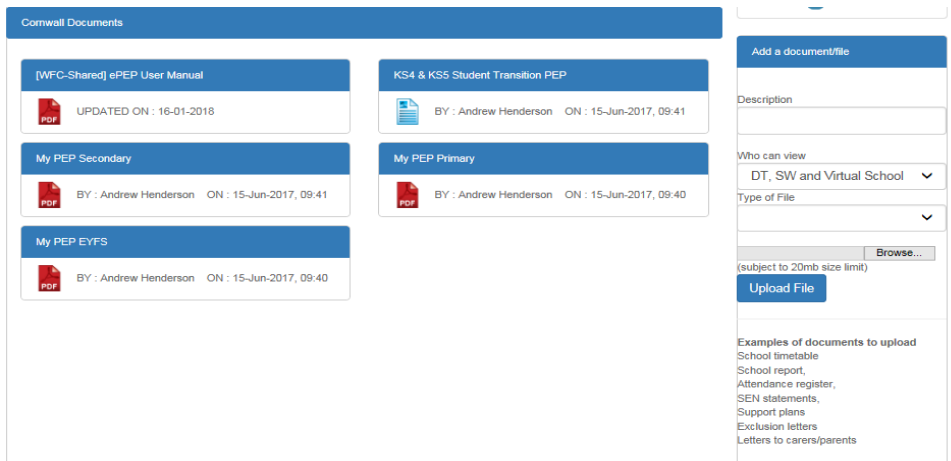 Cornwall Documents
[WFC-Shared] ePEP User Manual
PDF
UPDATED ON : 16-01-2018
KS4 & KS5 Student Transition PEP
BY : Andrew Henderson ON : 15-Jun-2017, 09:41
My PEP Secondary
PDF
BY : Andrew Henderson ON : 15-Jun-2017, 09:41
My PEP Primary
PDF
BY : Andrew Henderson ON : 15-Jun-2017, 09:40
My PEP EYFS
PDF
BY : Andrew Henderson ON : 15-Jun-2017, 09:40
Add a document/file
Description
Who can view
DT, SW and Virtual School
Type of File
Browse...
(subject to 20mb size limit)
Upload File
Examples of documents to upload
School timetable
School report,
Attendance register,
SEN statements,
Support plans
Exclusion letters
Letters to carers/parents